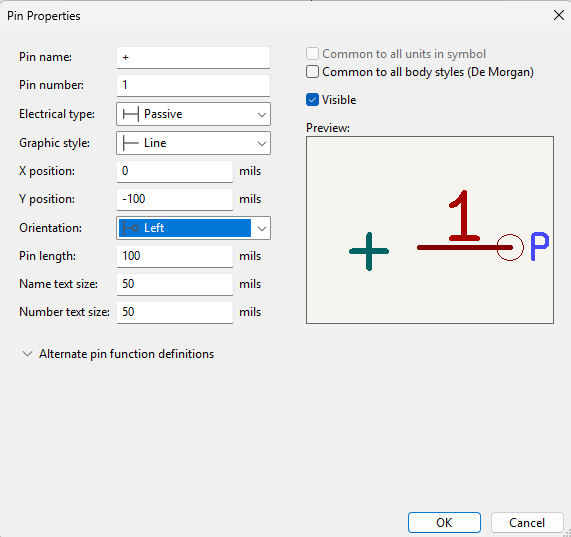 Pin Properties
Pin name: +
Pin number: 1
Electrical type: Passive
Graphic style: Line
X position: 0 mils
Y position: -100 mils
Orientation: Left
Pin length: 100 mils
Name text size: 50 mils
Number text size: 50 mils
Alternate pin function definitions
Common to all units in symbol
Common to all body styles (De Morgan)
Visible
Preview:
1
+ P
OK Cancel